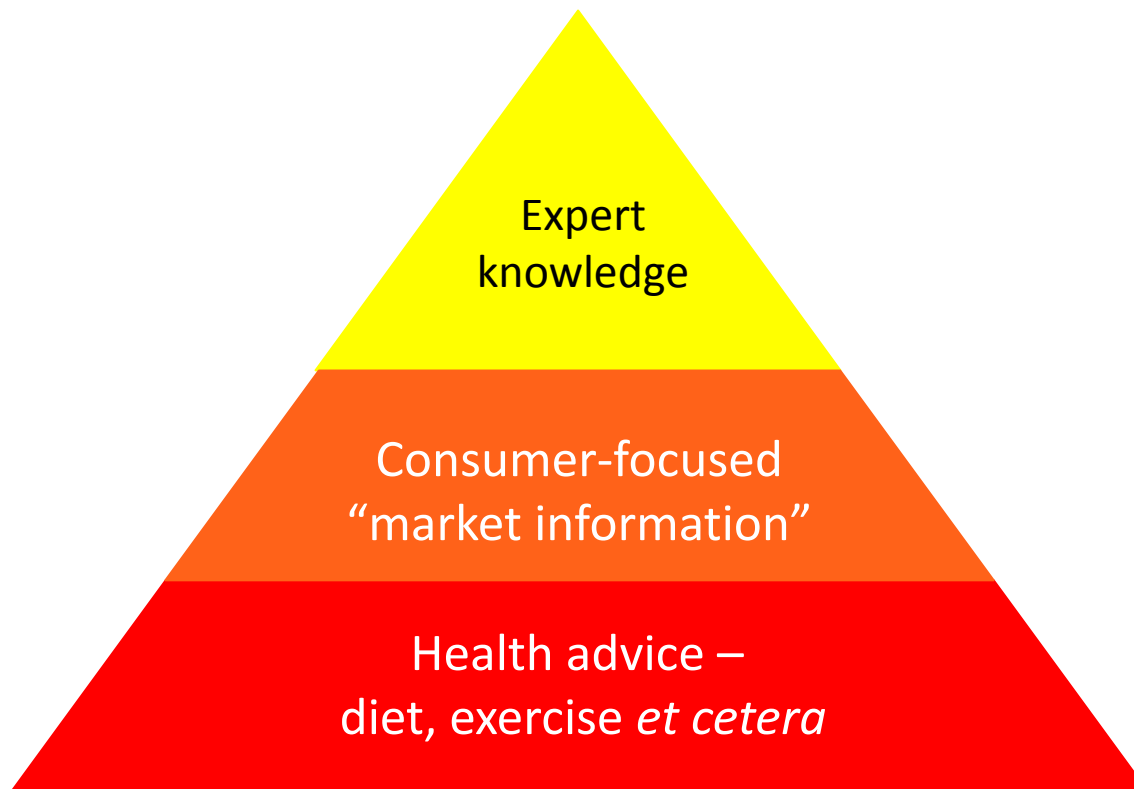 Expert
knowledge
Consumer-focused
“market information”
Health advice –
diet, exercise et cetera